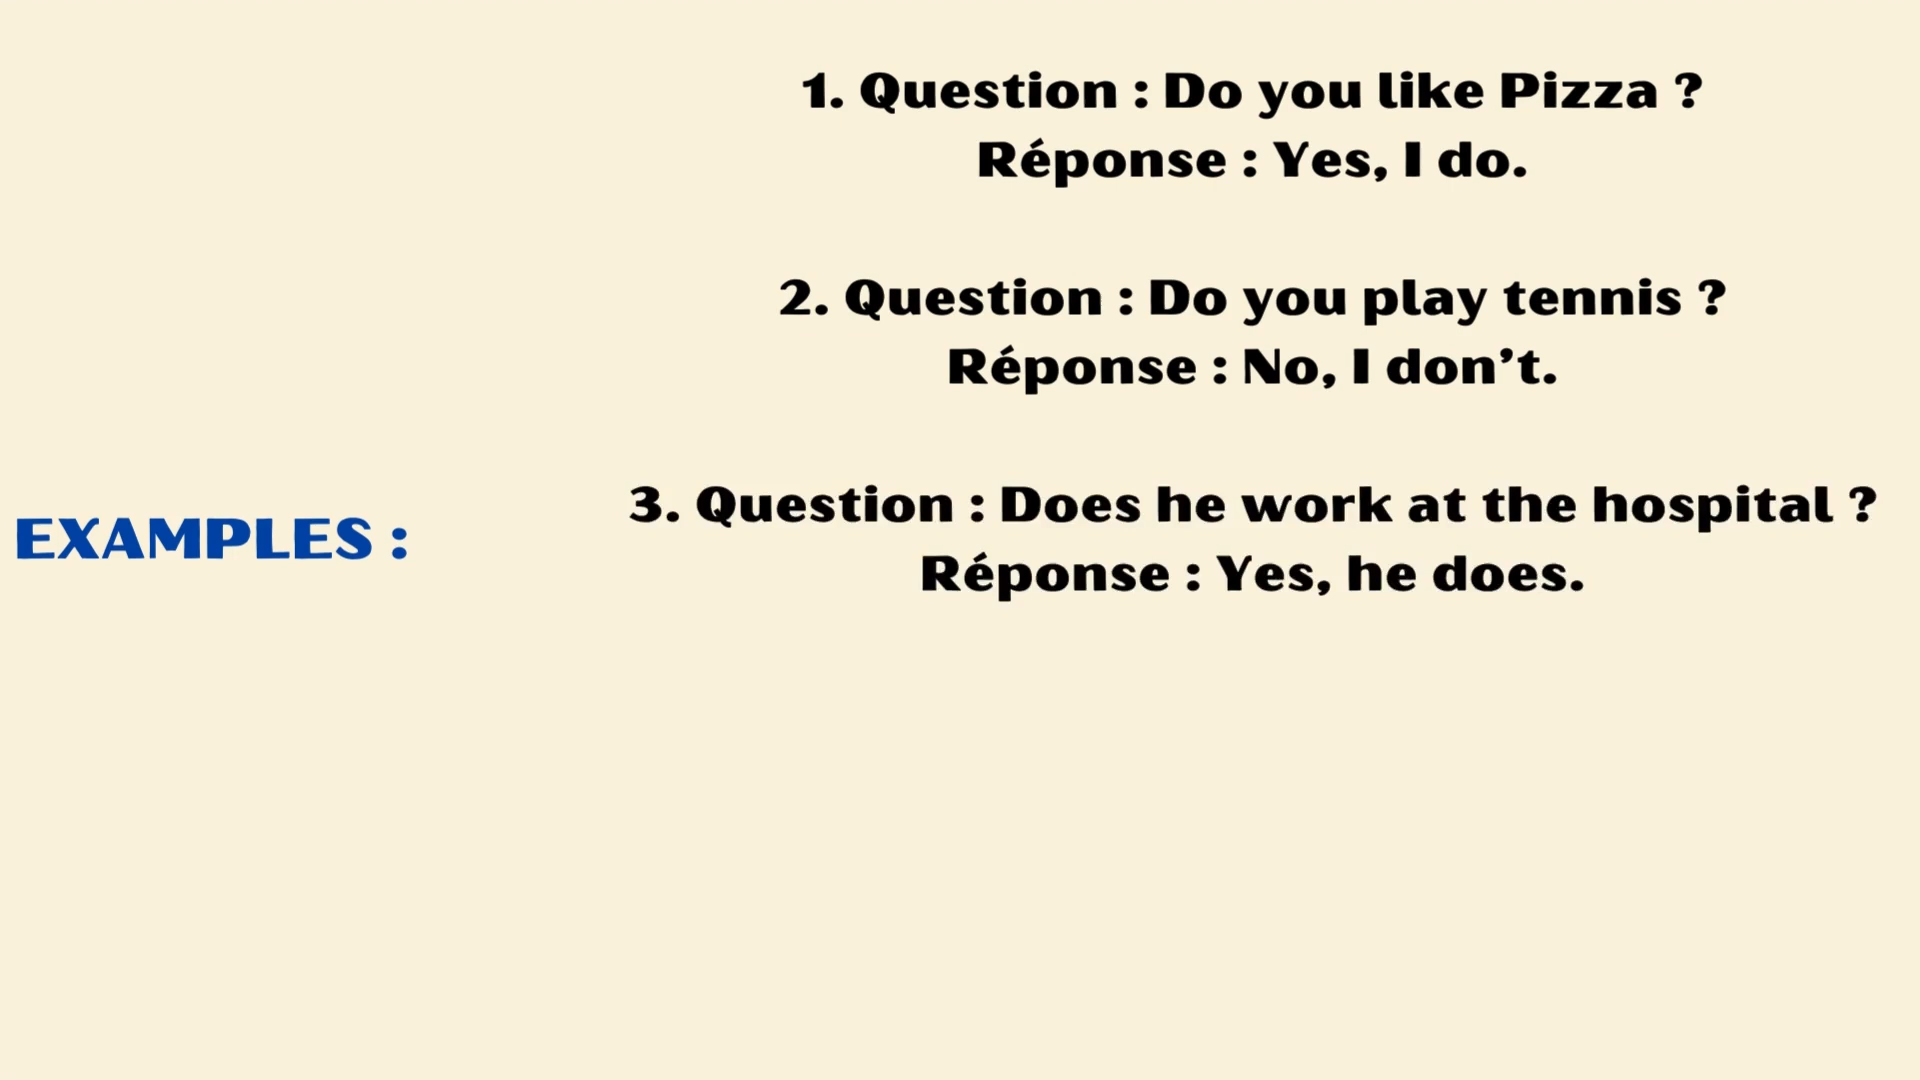 1. Question : Do you like Pizza ?
Réponse : Yes, I do.
2. Question : Do you play tennis ?
Réponse : No, I don’t.
EXAMPLES :
3. Question : Does he work at the hospital ?
Réponse : Yes, he does.